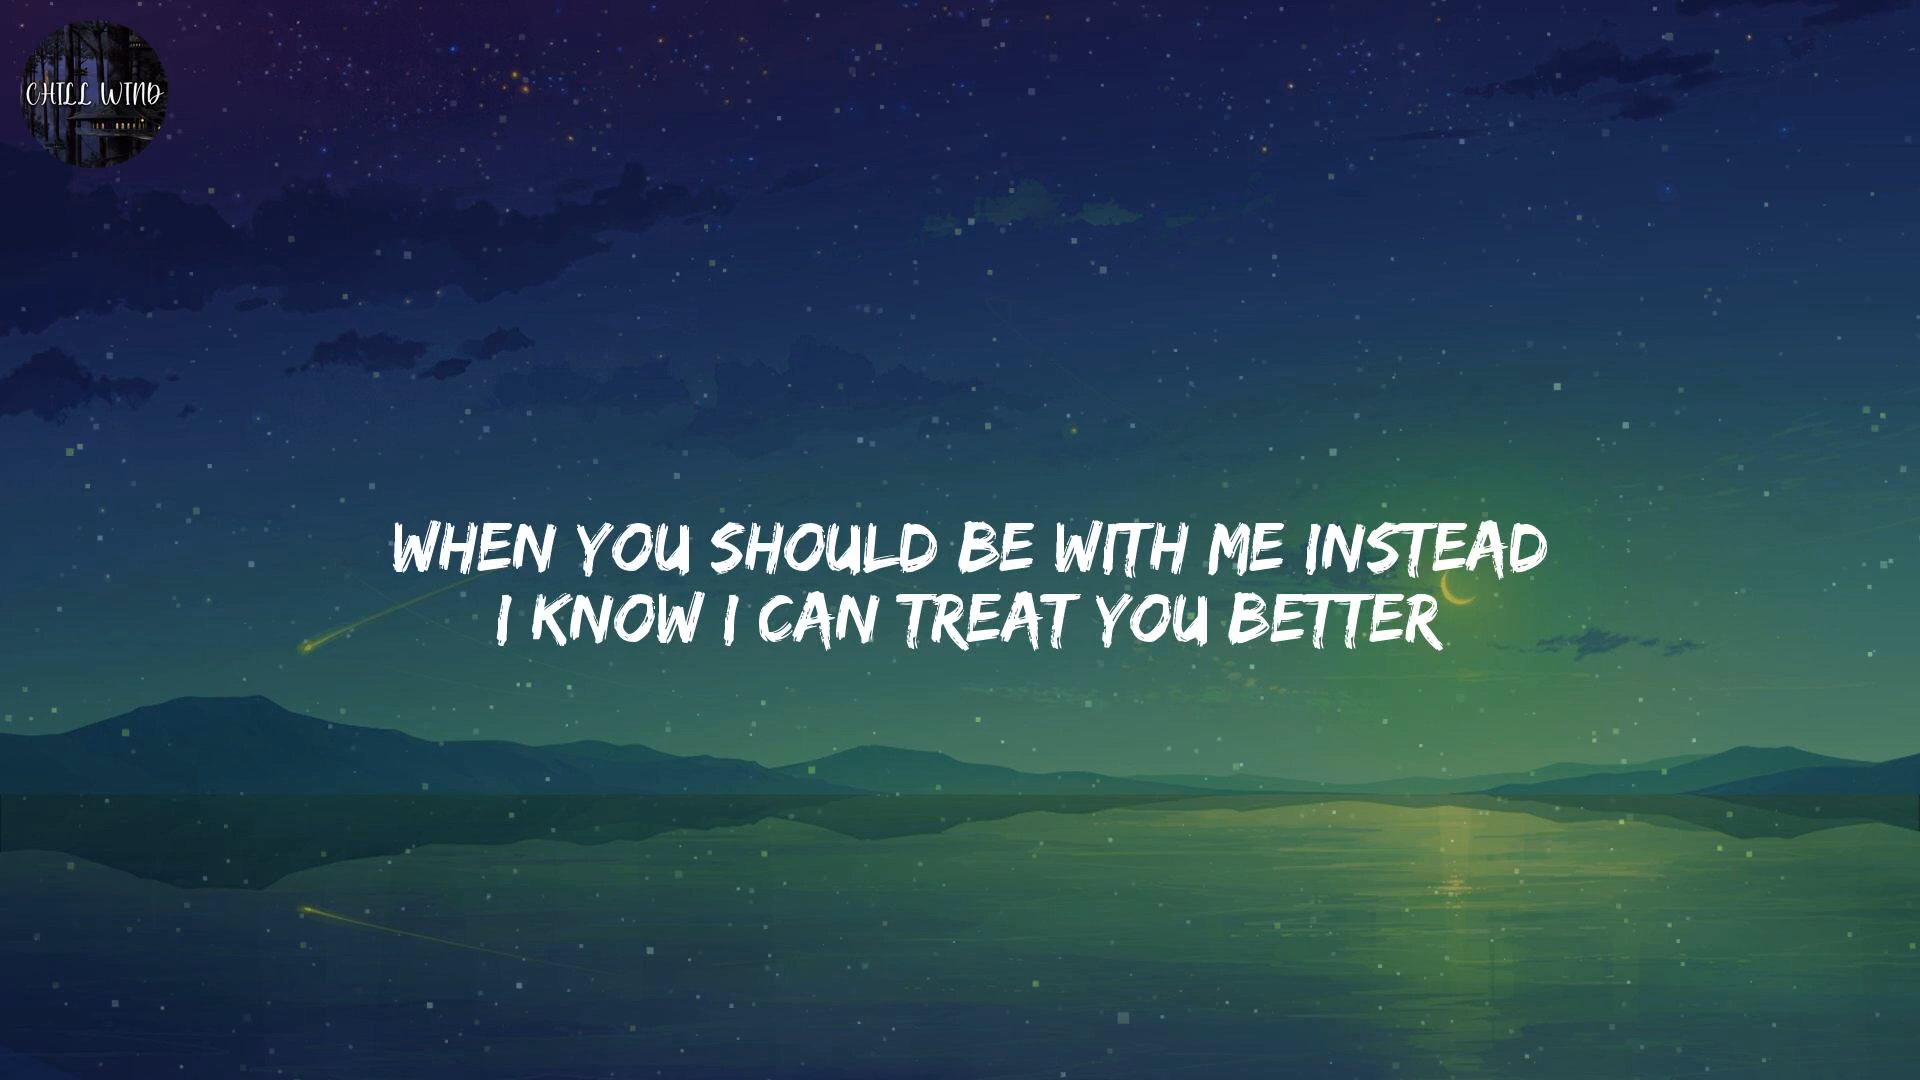 CHILL WIND
WHEN YOU SHOULD BE WITH ME INSTEAD
I KNOW I CAN TREAT YOU BETTER